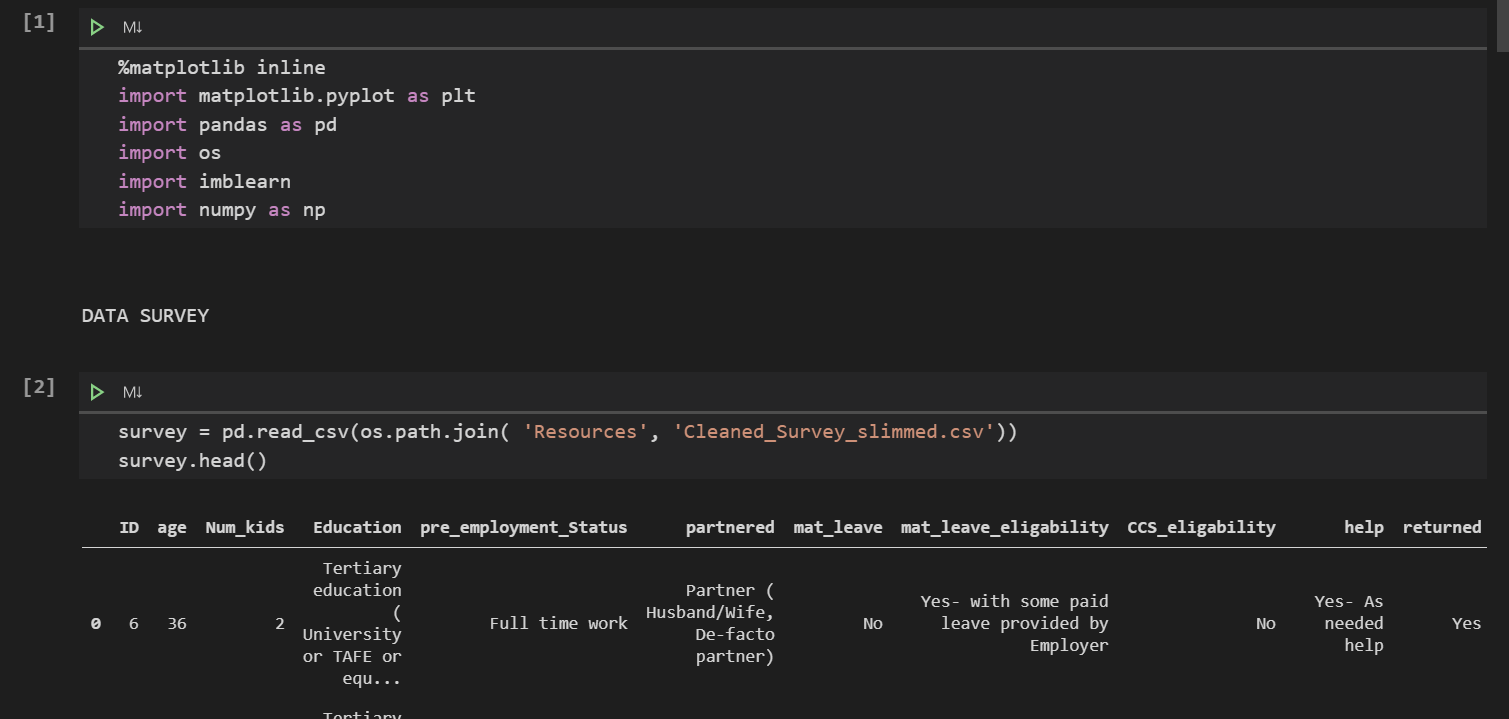 [1]
M↓
%matplotlib inline
import matplotlib.pyplot as plt
import pandas as pd
import os
import imblearn
import numpy as np
DATA SURVEY
[2]
M↓
survey = pd.read_csv(os.path.join( 'Resources', 'Cleaned_Survey_slimmed.csv'))
survey.head()
ID age Num_kids Education pre_employment_Status partnered mat_leave mat_leave_eligability CCS_eligability help returned
0 6 36 2 Tertiary
education
(
University
or TAFE or
equ...
Full time work
Partner (
Husband/Wife,
De-facto
partner)
No
Yes- with some paid
leave provided by
Employer
No
Yes- As
needed
help
Yes
Tertiary